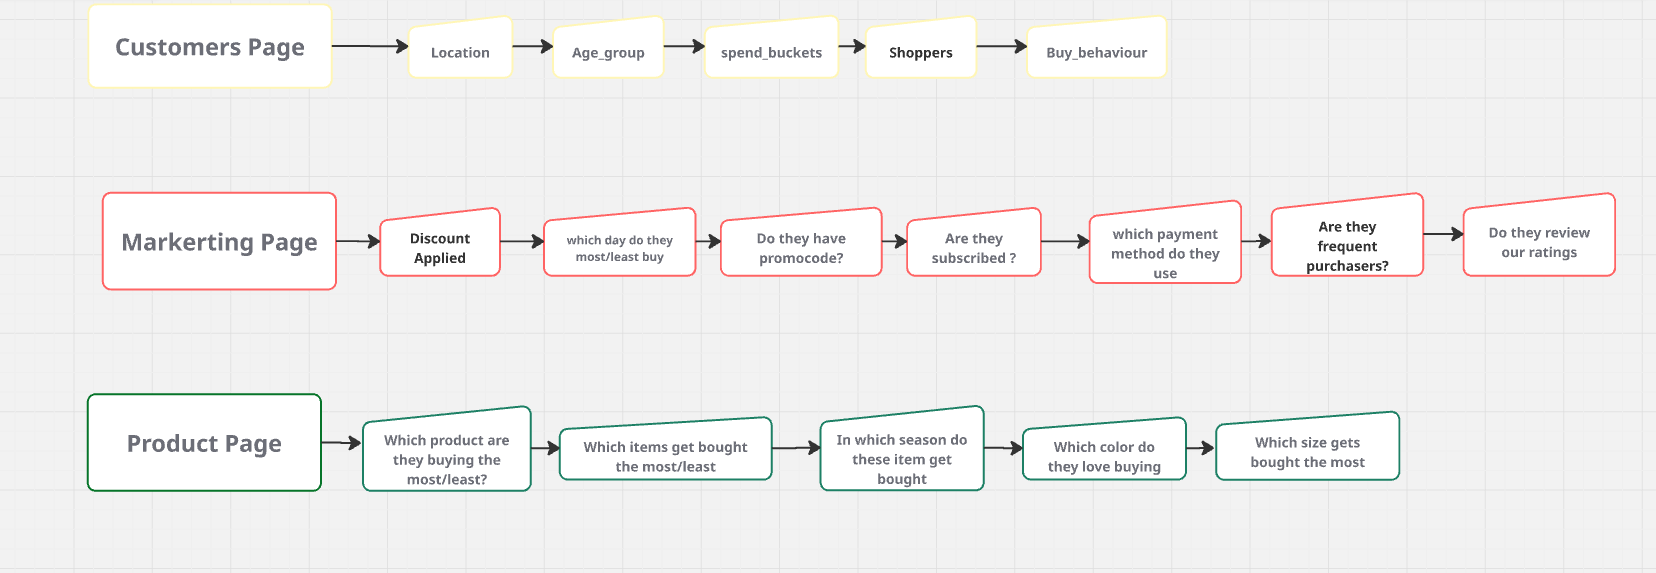 Customers Page
Location
Age_group
spend_buckets
Shoppers
Buy_behaviour
Markerting Page
Discount
Applied
which day do they
most/least buy
Do they have
promocode?
Are they
subscribed ?
which payment
method do they
use
Are they
frequent
purchasers?
Do they review
our ratings
Product Page
Which product are
they buying the
most/least?
Which items get bought
the most/least
In which season do
these item get
bought
Which color do
they love buying
Which size gets
bought the most